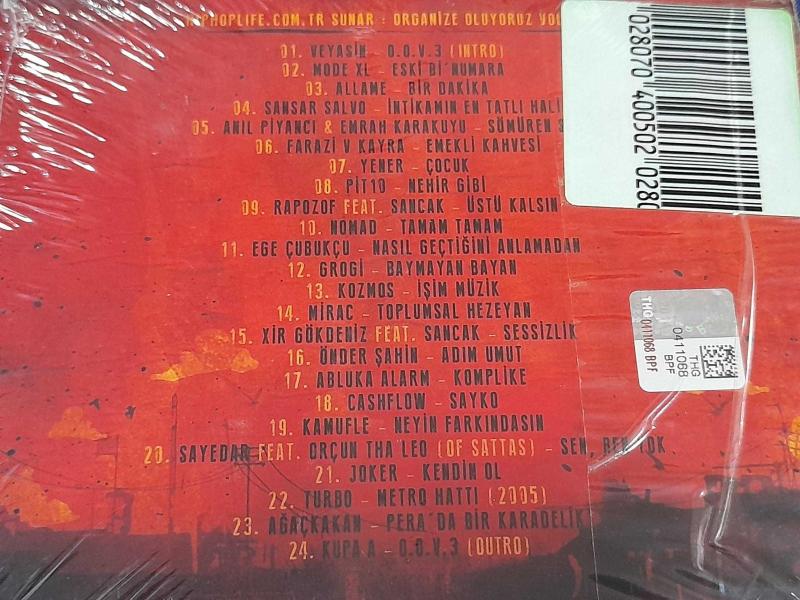 HIPHOPLIFE.COM.TR SUNAR : ORGANİZE OLUYORUZ VOL
01. VEYASİN - O.O.V.3 (INTRO)
02. MODE XL - ESKİ Bİ'NUMARA
03. ALLAME - BİR DAKİKA
04. SANSAR SALVO - İNTİKAMIN EN TATLI HALİ
05. ANIL PİYANCI & EMRAH KARAKUYU - SÖMÜREN
06. FARAZİ V KAYRA - EMEKLİ KAHVESİ
07. YENER - ÇOCUK
08. PİT10 - NEHİR GİBİ
09. RAPOZOF FEAT. SANCAK - ÜSTÜ KALSIN
10. NOMAD - TAMAM TAMAM
11. EGE ÇUBUKÇU - NASIL GEÇTİĞİNİ ANLAMADAN
12. GROGİ - BAYMAYAN BAYAN
13. KOZMOS - İŞİM MÜZİK
14. MİRAC - TOPLUMSAL HEZEYAN
15. XİR GÖKDENİZ FEAT. SANCAK - SESSİZLİK
16. ÖNDER ŞAHİN - ADIM UMUT
17. ABLUKA ALARM - KOMPLİKE
18. CASHFLOW - SAYKO
19. KAMUFLE - NEYİN FARKINDASIN
20. SAYEDAR FEAT. ORÇUN THA'LEO (OF SATTAS) - SEN, BEN YOK
21. JOKER - KENDİN OL
22. TURBO - METRO HATTI (2005)
23. AĞAÇKAKAN - PERA'DA BİR KARADELİK
24. KUPA A - O.O.V.3 (OUTRO)
028070 400502 0280
THG 0411068 BPF
0411068
THG
BPF